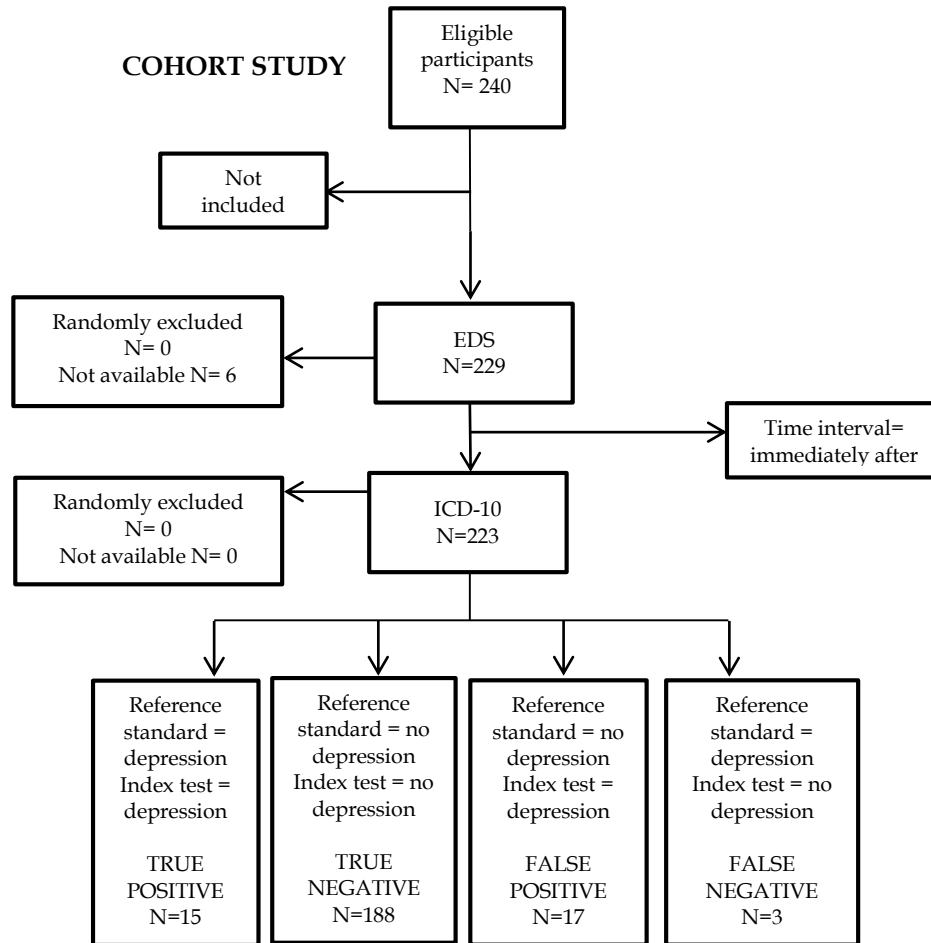 Eligible
participants
N= 240
COHORT STUDY
Not
included
Randomly excluded
N= 0
Not available N= 6
EDS
N=229
Time interval=
immediately after
Randomly excluded
N= 0
Not available N= 0
ICD-10
N=223
Reference
standard =
depression
Index test =
depression
TRUE
POSITIVE
N=15
Reference
standard = no
depression
Index test = no
depression
TRUE
NEGATIVE
N=188
Reference
standard = no
depression
Index test =
depression
FALSE
POSITIVE
N=17
Reference
standard =
depression
Index test = no
depression
FALSE
NEGATIVE
N=3